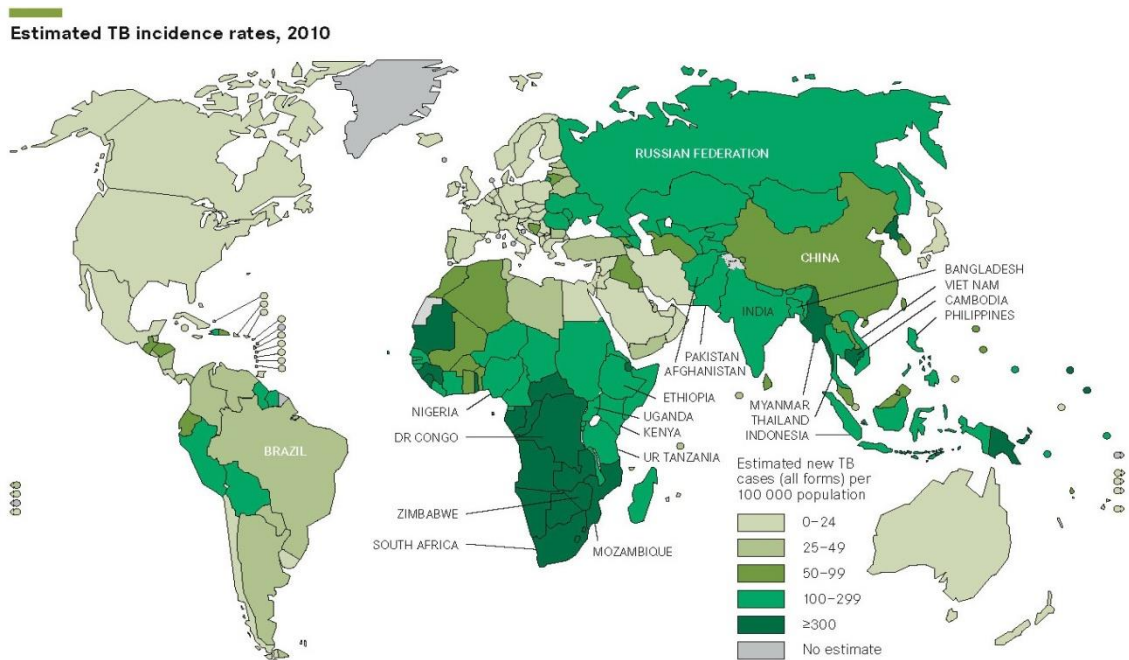 Estimated TB incidence rates, 2010
RUSSIAN FEDERATION
CHINA
BANGLADESH
VIET NAM
CAMBODIA
PHILIPPINES
INDIA
PAKISTAN
AFGHANISTAN
ETHIOPIA
NIGERIA
UGANDA
KENYA
MYANMAR
THILAND
INDONESIA
DR CONGO
BRAZIL
UR TANZANIA
ZIMBABWE
SOUTH AFRICA
MOZAMBIQUE
Estimated new TB
cases (all forms) per
100 000 population
0–24
25–49
50–99
100–299
≥300
No estimate